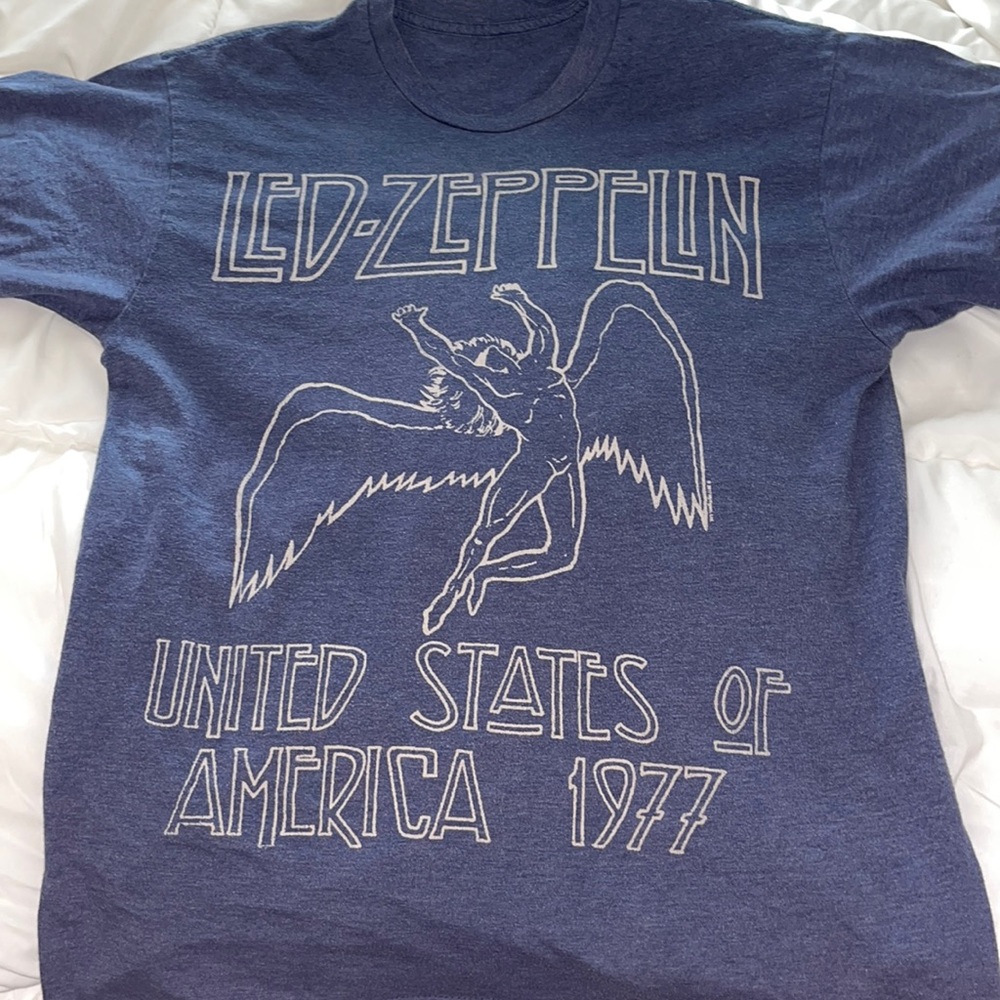 LED-ZEPPELIN
UNITED STATES OF
AMERICA 1977